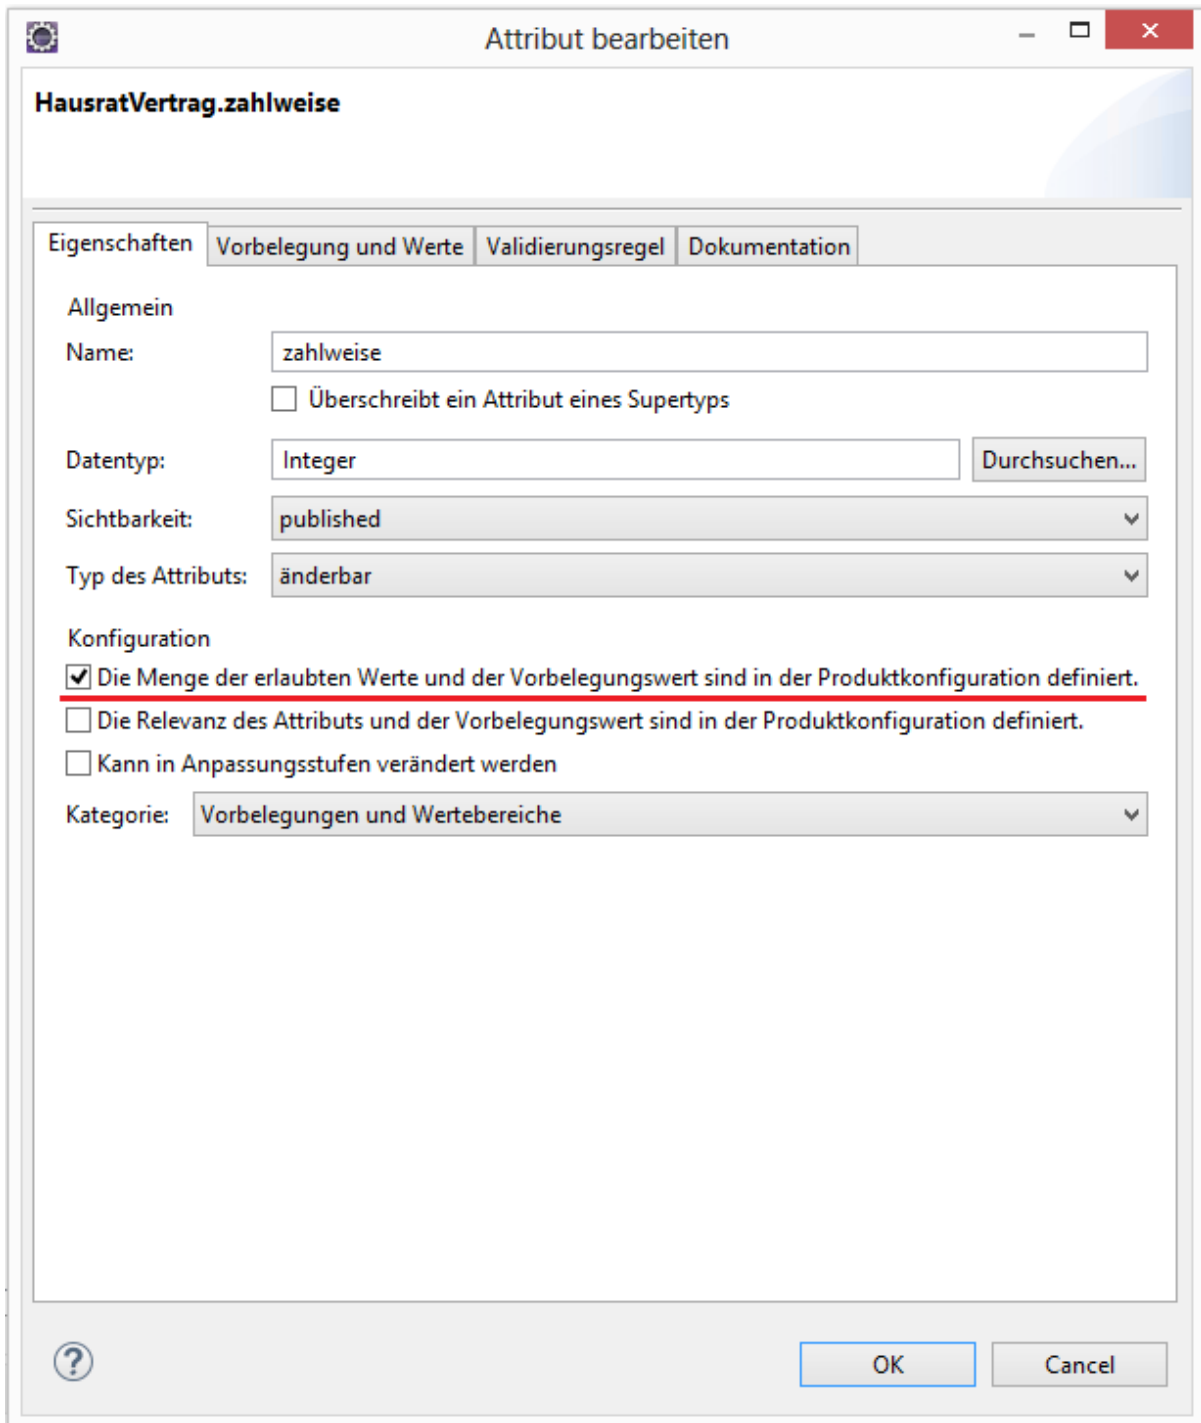 Attribut bearbeiten
HausratVertrag.zahlweise
Eigenschaften Vorbelegung und Werte Validierungsregel Dokumentation
Allgemein
Name: zahlweise
Überschreibt ein Attribut eines Supertyps
Datentyp: Integer Durchsuchen...
Sichtbarkeit: published
Typ des Attributs: änderbar
Konfiguration
Die Menge der erlaubten Werte und der Vorbelegungswert sind in der Produktkonfiguration definiert.
Die Relevanz des Attributs und der Vorbelegungswert sind in der Produktkonfiguration definiert.
Kann in Anpassungsstufen verändert werden
Kategorie: Vorbelegungen und Wertebereiche
? OK Cancel